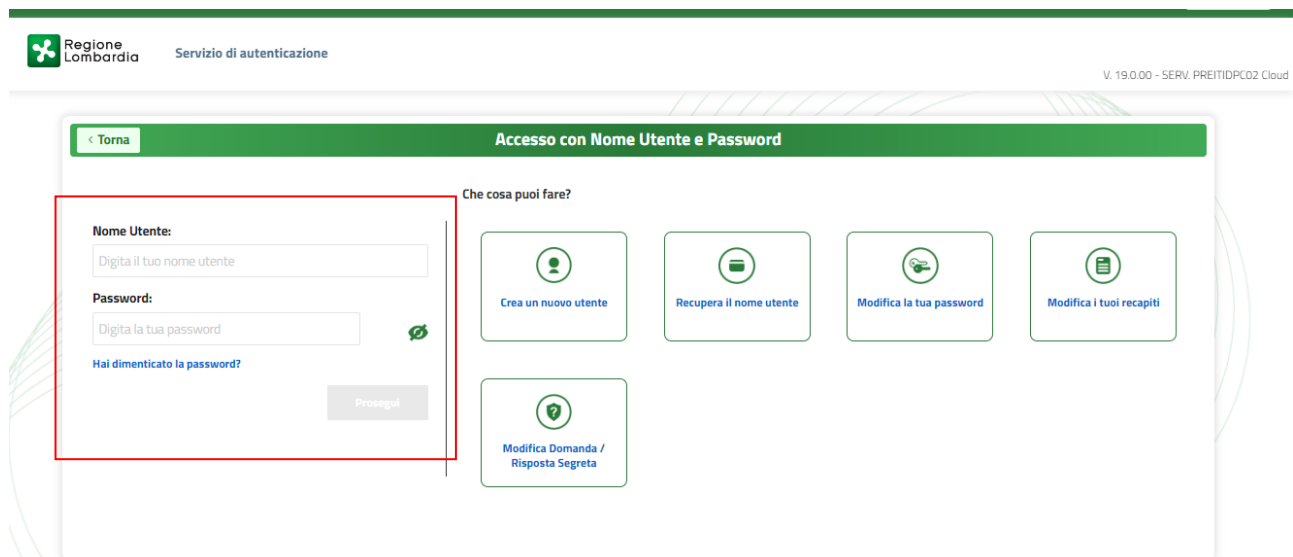 Regione
Lombardia
Servizio di autenticazione
V. 19.0.00 - SERV. PREITIDPC02 Cloud
< Torna
Accesso con Nome Utente e Password
Che cosa puoi fare?
Nome Utente:
Digita il tuo nome utente
Password:
Digita la tua password
Hai dimenticato la password?
Prosegui
Crea un nuovo utente
Recupera il nome utente
Modifica la tua password
Modifica i tuoi recapiti
Modifica Domanda /
Risposta Segreta